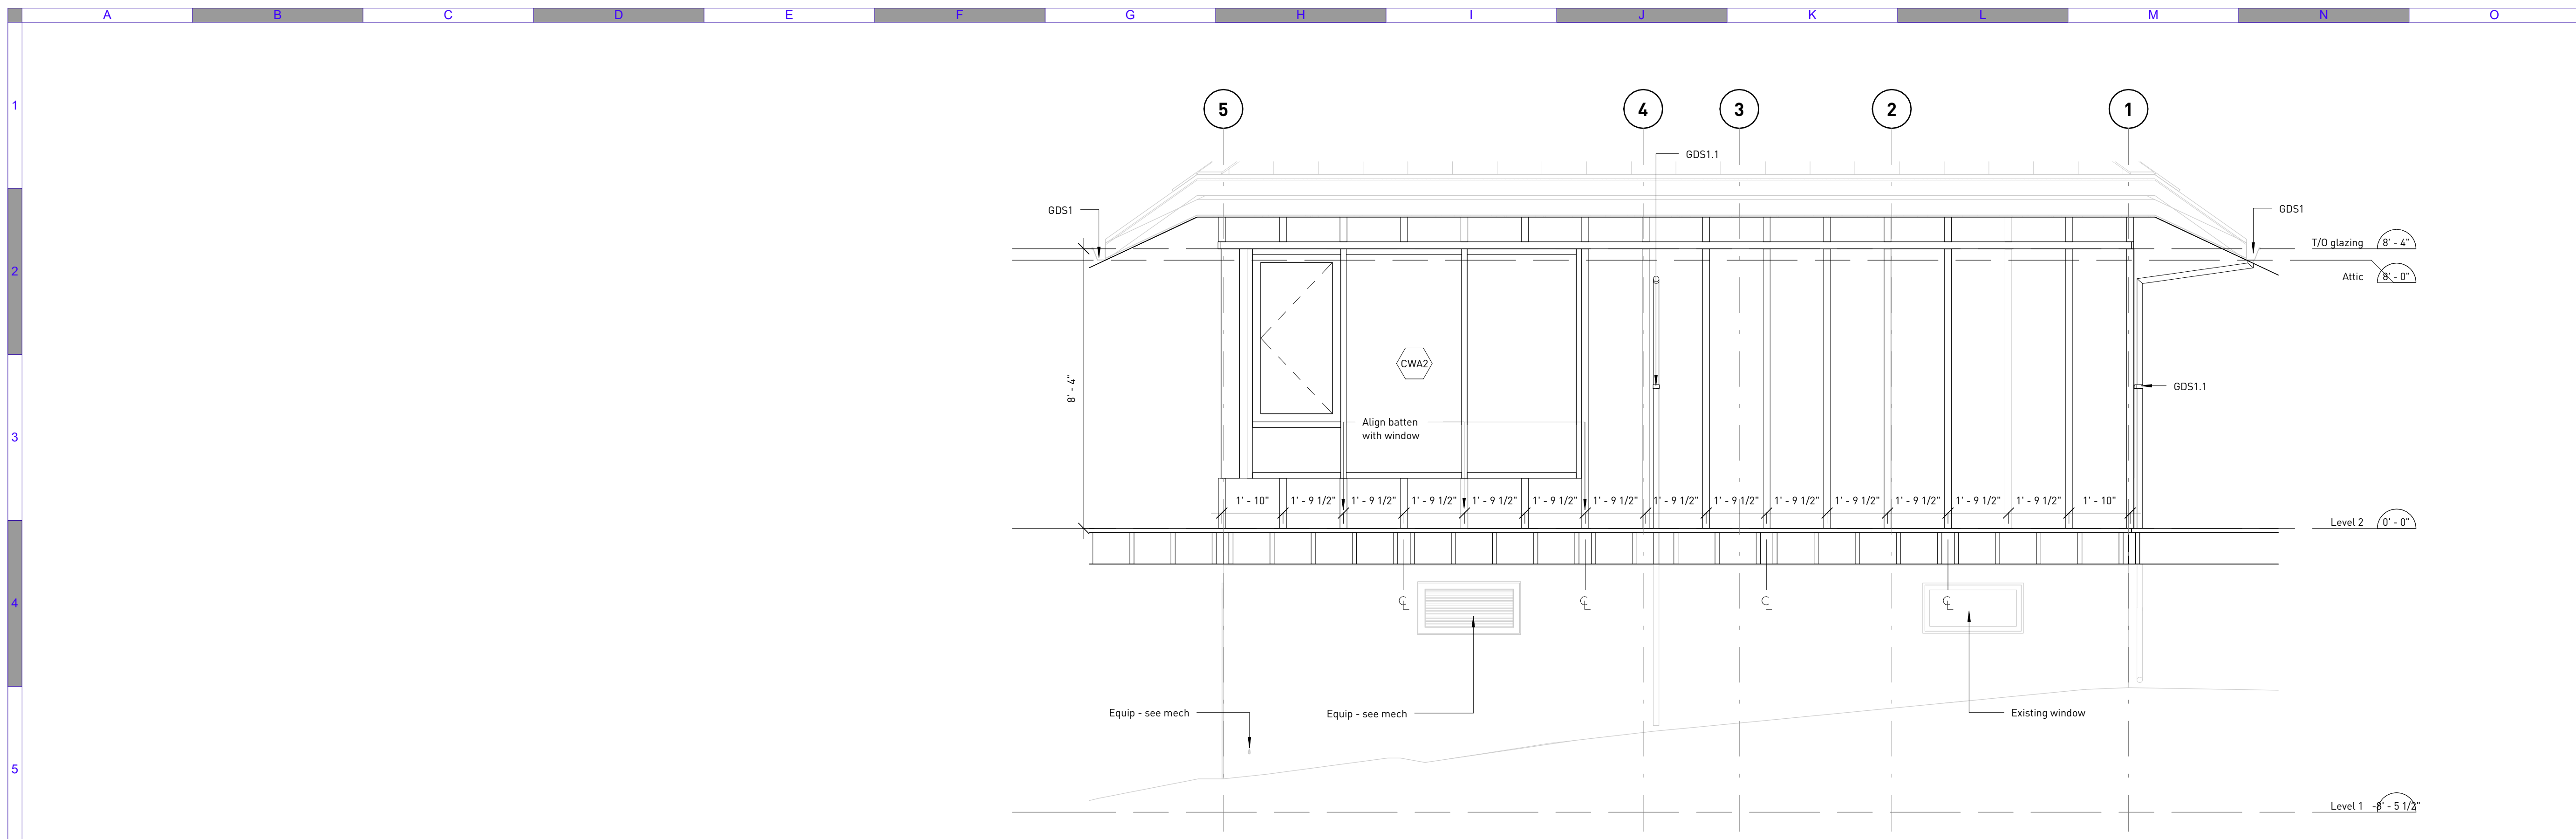 A B C D E F G H I J K L M N O
1
5 4 3 2 1
GDS1.1
GDS1
GDS1
T/O glazing 8' - 4"
2
Attic 8' - 0"
CWA2
8' - 4"
GDS1.1
Align batten
with window
3
1' - 10" 1' - 9 1/2" 1' - 9 1/2" 1' - 9 1/2" 1' - 9 1/2" 1' - 9 1/2" 1' - 9 1/2" 1' - 9 1/2" 1' - 9 1/2" 1' - 9 1/2" 1' - 9 1/2" 1' - 9 1/2" 1' - 9 1/2" 1' - 9 1/2" 1' - 10"
Level 2 0' - 0"
4
℄ ℄ ℄ ℄
Equip - see mech
Equip - see mech
Existing window
5
Level 1 -8' - 5 1/2"